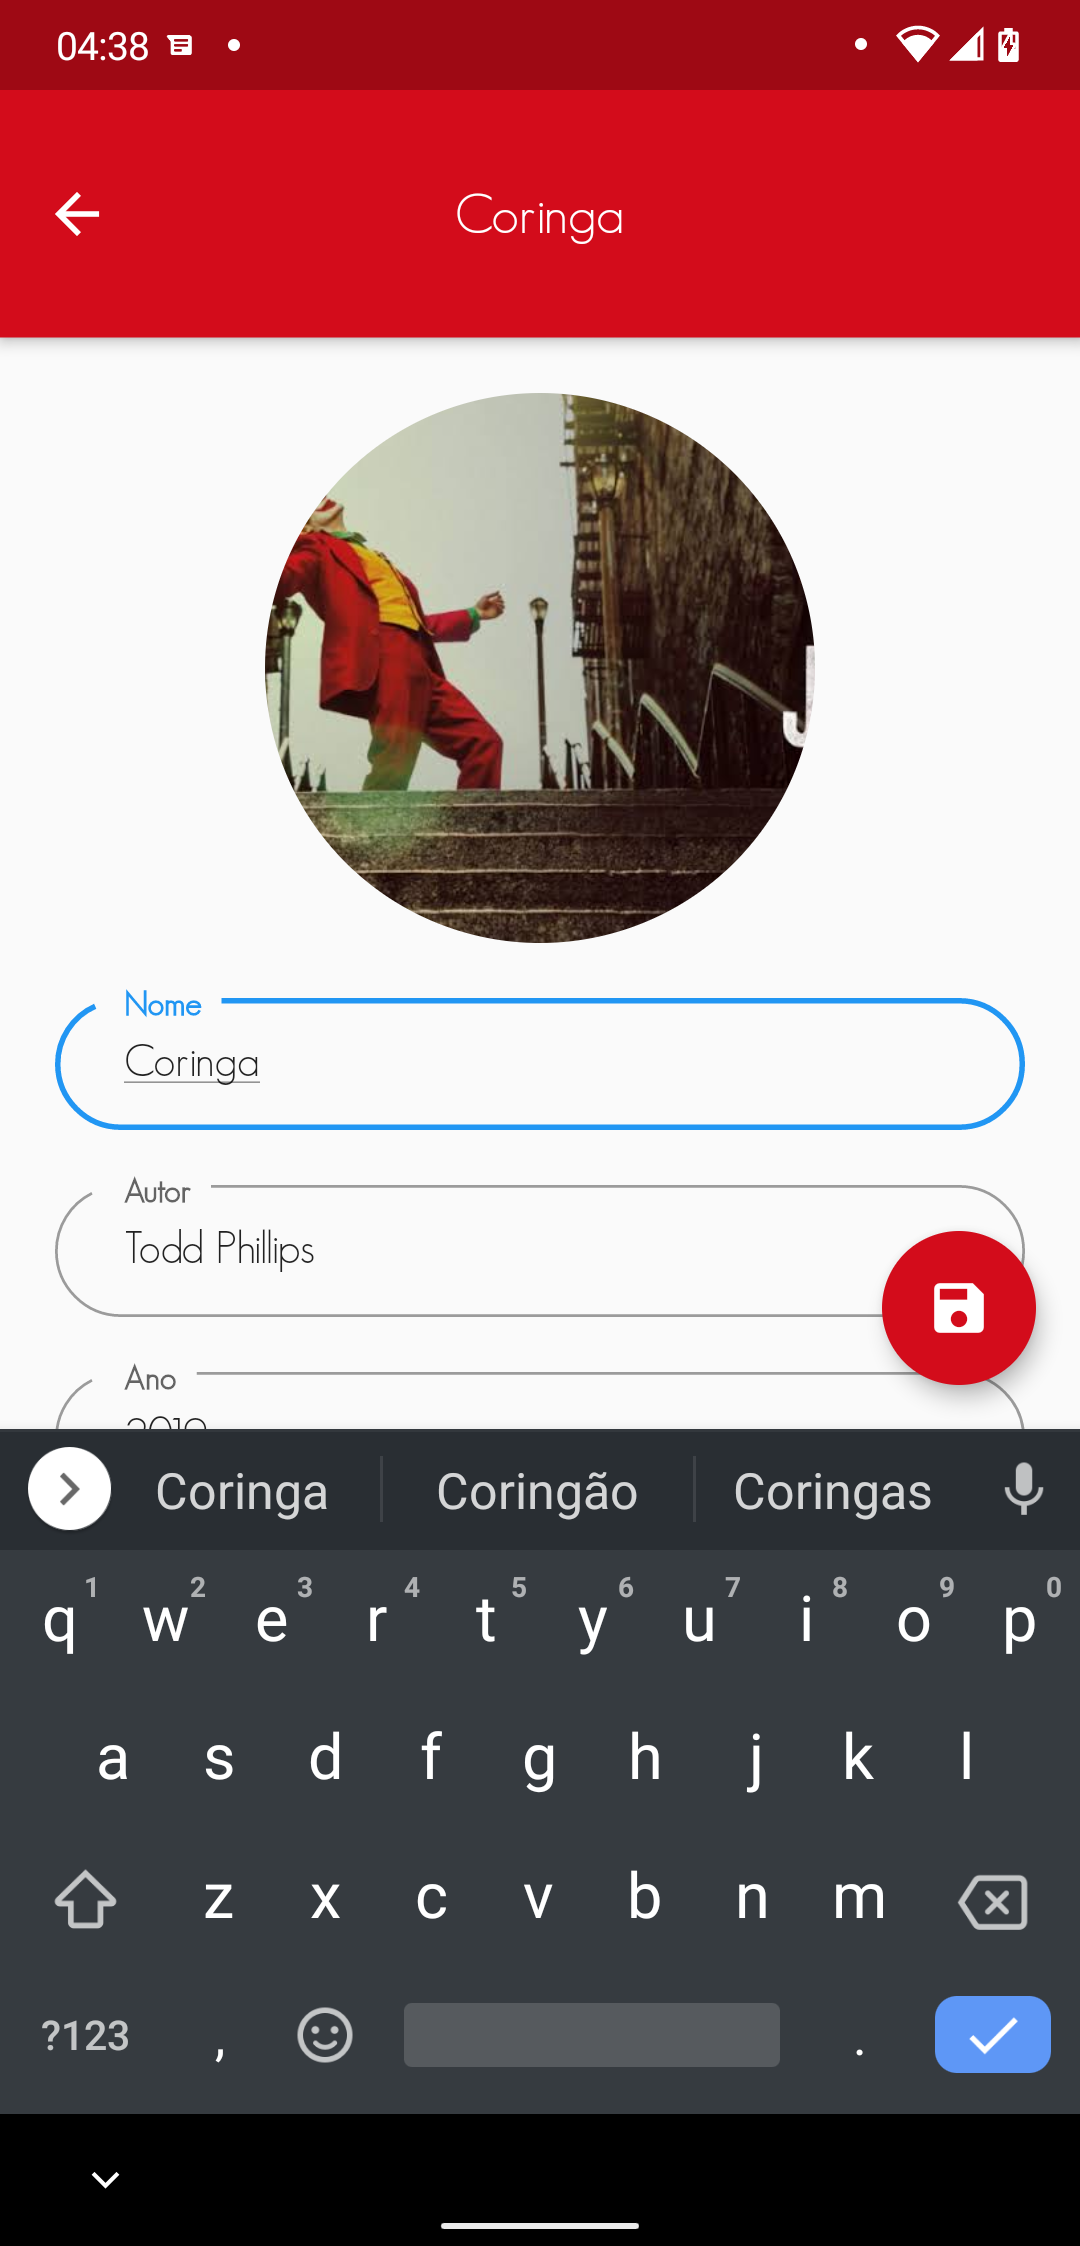 04:38
Coringa
J
Nome
Coringa
Autor
Todd Phillips
Ano
2019
Coringa Coringão Coringas
1 2 3 4 5 6 7 8 9 0
q w e r t y u i o p
a s d f g h j k l
z x c v b n m
?123 , .